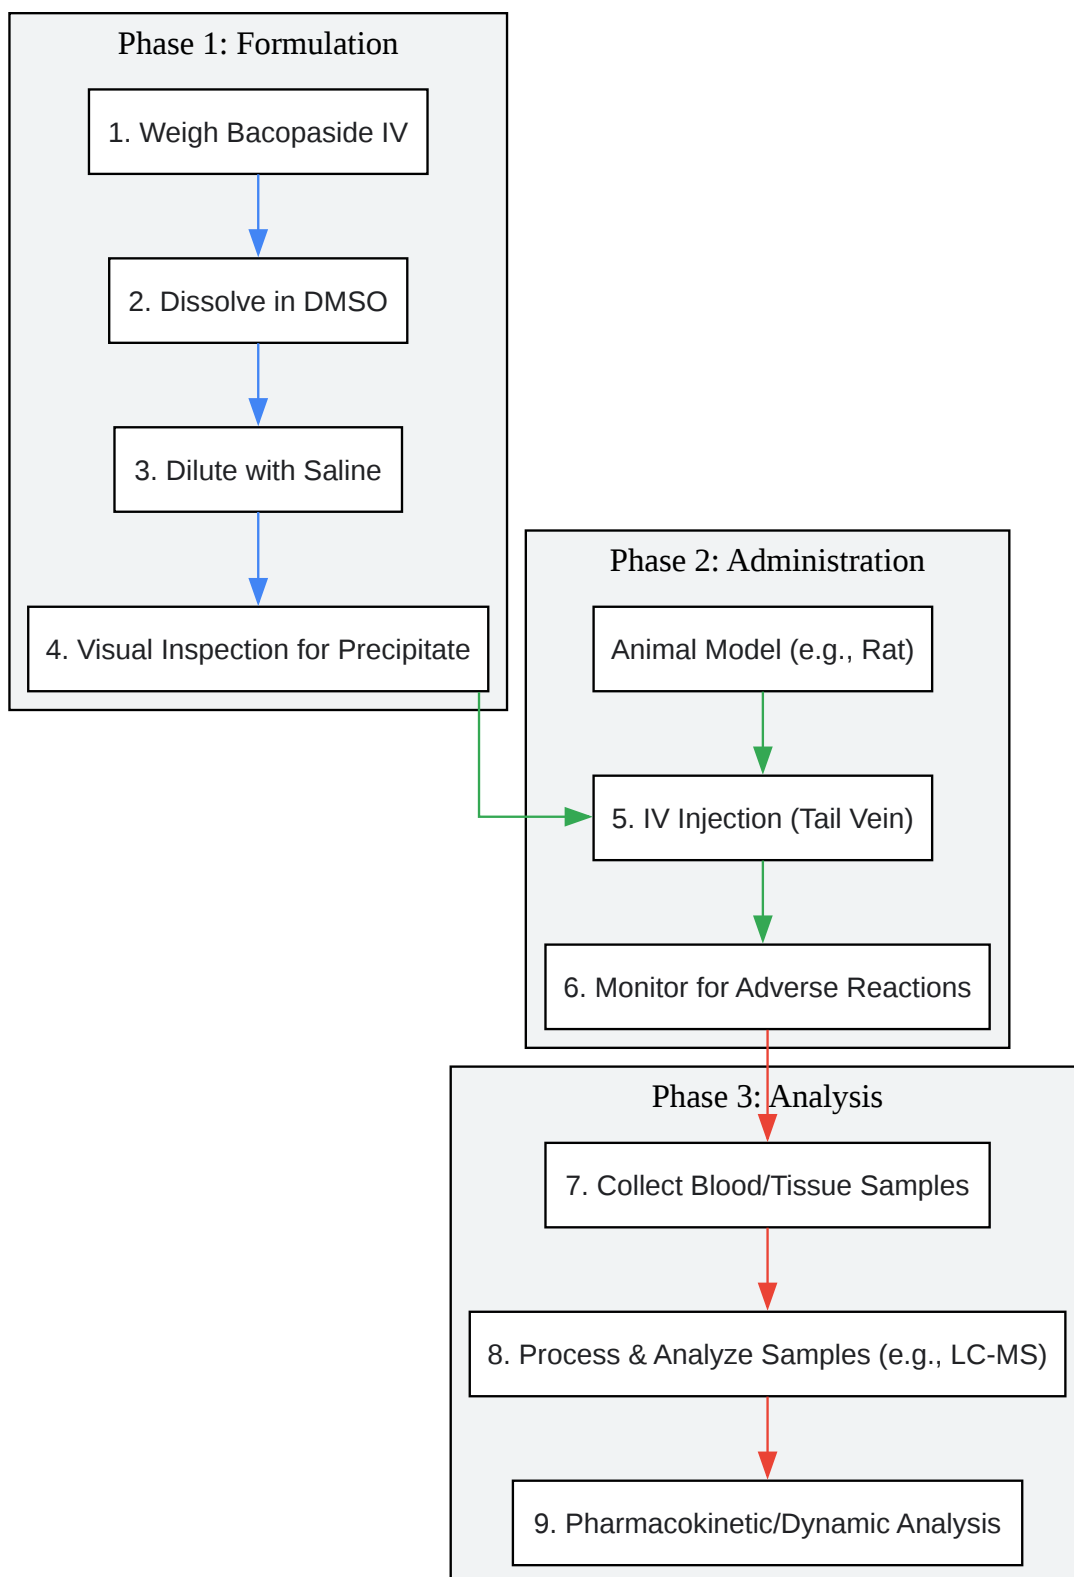 Phase 1: Formulation
1. Weigh Bacopaside IV
2. Dissolve in DMSO
3. Dilute with Saline
4. Visual Inspection for Precipitate
Phase 2: Administration
Animal Model (e.g., Rat)
5. IV Injection (Tail Vein)
6. Monitor for Adverse Reactions
Phase 3: Analysis
7. Collect Blood/Tissue Samples
8. Process & Analyze Samples (e.g., LC-MS)
9. Pharmacokinetic/Dynamic Analysis